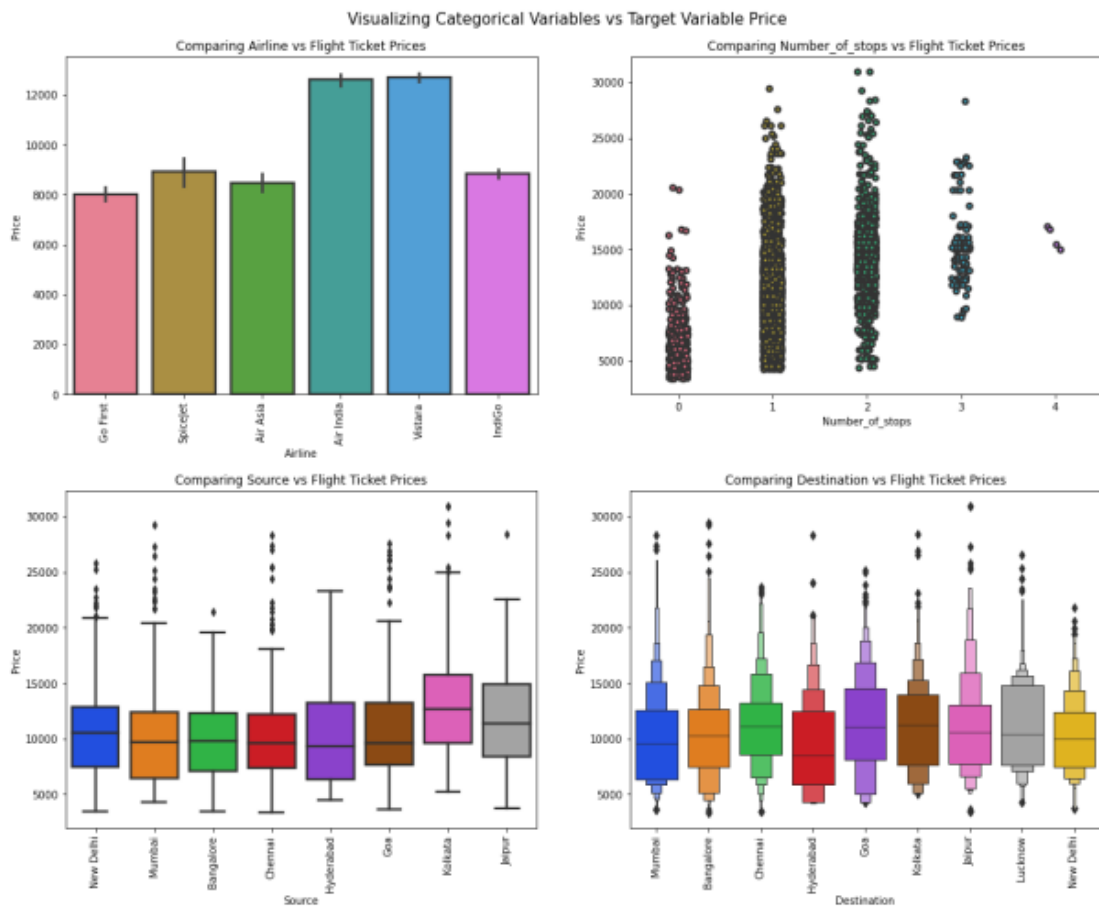 Visualizing Categorical Variables vs Target Variable Price
Comparing Airline vs Flight Ticket Prices
12000
10000
8000
6000
4000
2000
0
Price
Go First
Spicejet
Air Asia
Air India
Vistara
IndiGo
Airline
Comparing Number_of_stops vs Flight Ticket Prices
30000
25000
20000
15000
10000
5000
Price
0 1 2 3 4
Number_of_stops
Comparing Source vs Flight Ticket Prices
30000
25000
20000
15000
10000
5000
Price
New Delhi
Mumbai
Bangalore
Chennai
Hyderabad
Goa
Kolkata
Jaipur
Source
Comparing Destination vs Flight Ticket Prices
30000
25000
20000
15000
10000
5000
Price
Mumbai
Bangalore
Chennai
Hyderabad
Goa
Kolkata
Jaipur
Lucknow
New Delhi
Destination